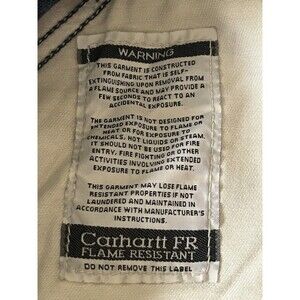 WARNING
THIS GARMENT IS CONSTRUCTED
FROM FABRIC THAT IS SELF-
EXTINGUISHING UPON REMOVAL FROM
A FLAME SOURCE AND MAY PROVIDE A
FEW SECONDS TO REACT TO AN
ACCIDENTAL EXPOSURE.
THE GARMENT IS NOT DESIGNED FOR
EXTENDED EXPOSURE TO FLAME OR
HEAT OR FOR EXPOSURE TO
CHEMICALS, HOT LIQUIDS OR STEAM.
IT SHOULD NOT BE USED FOR FIRE
ENTRY, FIRE FIGHTING OR OTHER
ACTIVITIES INVOLVING EXTENDED
EXPOSURE TO FLAME OR HEAT.
THIS GARMENT MAY LOSE FLAME
RESISTANT PROPERTIES IF NOT
LAUNDERED AND MAINTAINED IN
ACCORDANCE WITH MANUFACTURER'S
INSTRUCTIONS.
Carhartt FR
FLAME RESISTANT
DO NOT REMOVE THIS LABEL